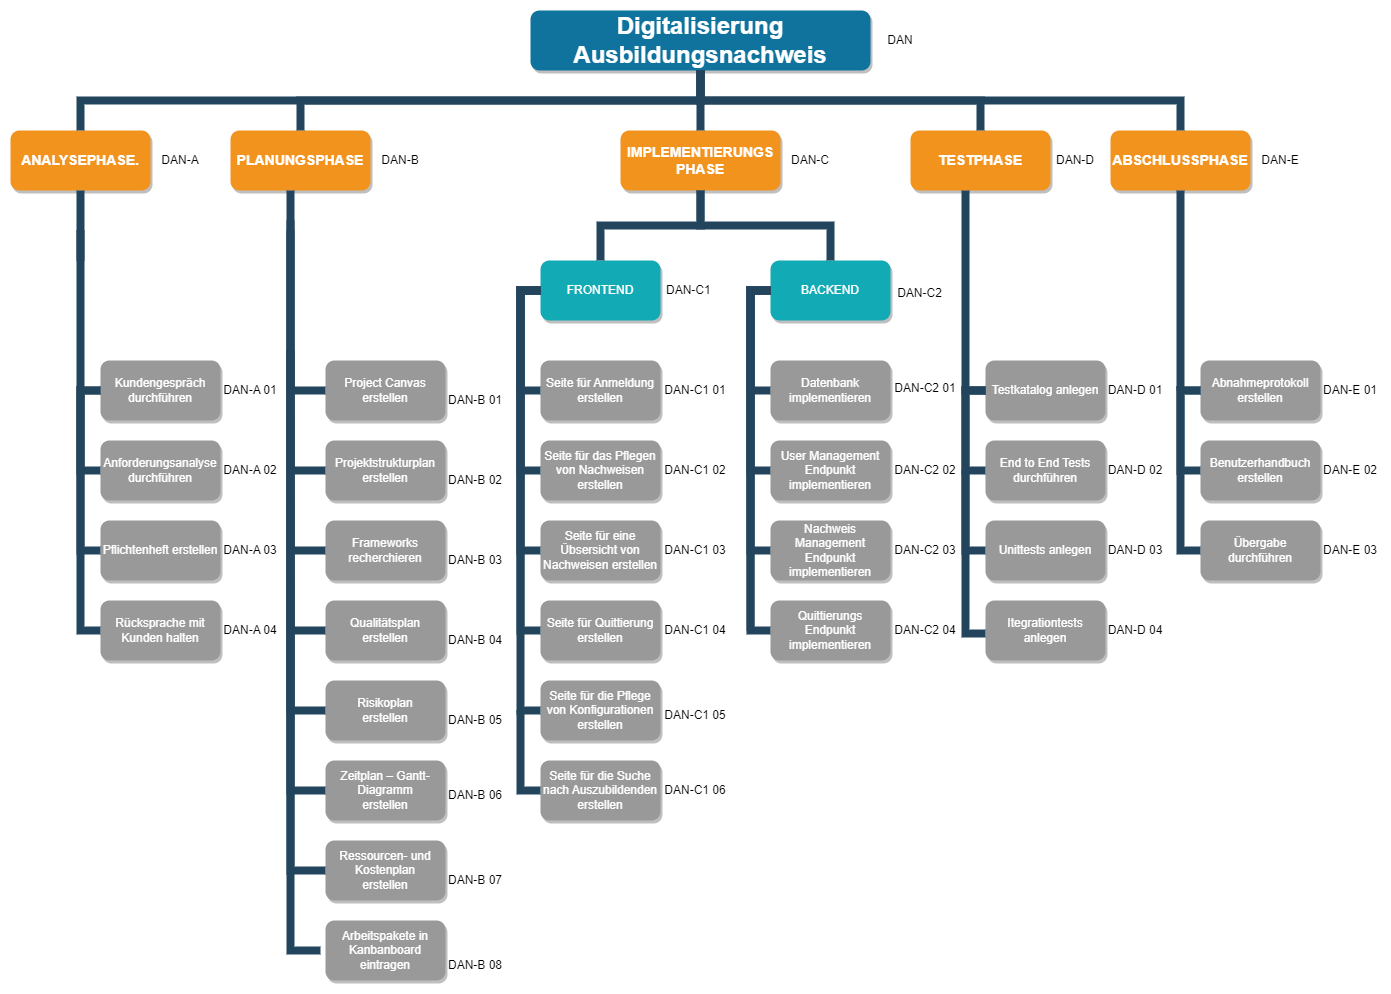 Digitalisierung
Ausbildungsnachweis
DAN
ANALYSEPHASE.
DAN-A
PLANUNGSPHASE
DAN-B
IMPLEMENTIERUNGS
PHASE
DAN-C
TESTPHASE
DAN-D
ABSCHLUSSPHASE
DAN-E
Kundengespräch
durchführen
DAN-A 01
Anforderungsanalyse
durchführen
DAN-A 02
Pflichtenheft erstellen
DAN-A 03
Rücksprache mit
Kunden halten
DAN-A 04
Project Canvas
erstellen
DAN-B 01
Projektstrukturplan
erstellen
DAN-B 02
Frameworks
recherchieren
DAN-B 03
Qualitätsplan
erstellen
DAN-B 04
Risikoplan
erstellen
DAN-B 05
Zeitplan – Gantt-
Diagramm
erstellen
DAN-B 06
Ressourcen- und
Kostenplan
erstellen
DAN-B 07
Arbeitspakete in
Kanbanboard
eintragen
DAN-B 08
FRONTEND
DAN-C1
Seite für Anmeldung
erstellen
DAN-C1 01
Seite für das Pflegen
von Nachweisen
erstellen
DAN-C1 02
Seite für eine
Übsersicht von
Nachweisen erstellen
DAN-C1 03
Seite für Quittierung
erstellen
DAN-C1 04
Seite für die Pflege
von Konfigurationen
erstellen
DAN-C1 05
Seite für die Suche
nach Auszubildenden
erstellen
DAN-C1 06
BACKEND
DAN-C2
Datenbank
implementieren
DAN-C2 01
User Management
Endpunkt
implementieren
DAN-C2 02
Nachweis
Management
Endpunkt
implementieren
DAN-C2 03
Quittierungs
Endpunkt
implementieren
DAN-C2 04
Testkatalog anlegen
DAN-D 01
End to End Tests
durchführen
DAN-D 02
Unittests anlegen
DAN-D 03
Itegrationtests
anlegen
DAN-D 04
Abnahmeprotokoll
erstellen
DAN-E 01
Benutzerhandbuch
erstellen
DAN-E 02
Übergabe
durchführen
DAN-E 03